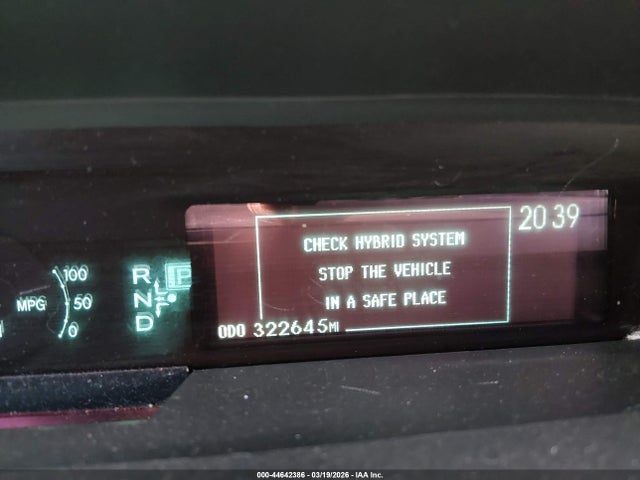 20 39
CHECK HYBRID SYSTEM
STOP THE VEHICLE
IN A SAFE PLACE
ODO 322645MI
100
MPG 50
0
R P
N
D
000-44642386 - 03/19/2026 - IAA Inc.